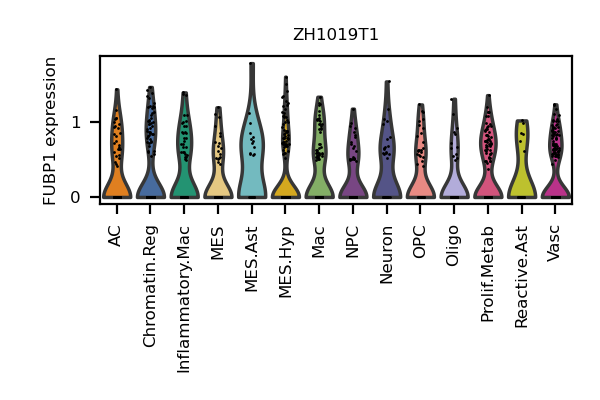 ZH1019T1
FUBP1 expression
1
0
AC
Chromatin.Reg
Inflammatory.Mac
MES
MES.Ast
MES.Hyp
Mac
NPC
Neuron
OPC
Oligo
Prolif.Metab
Reactive.Ast
Vasc